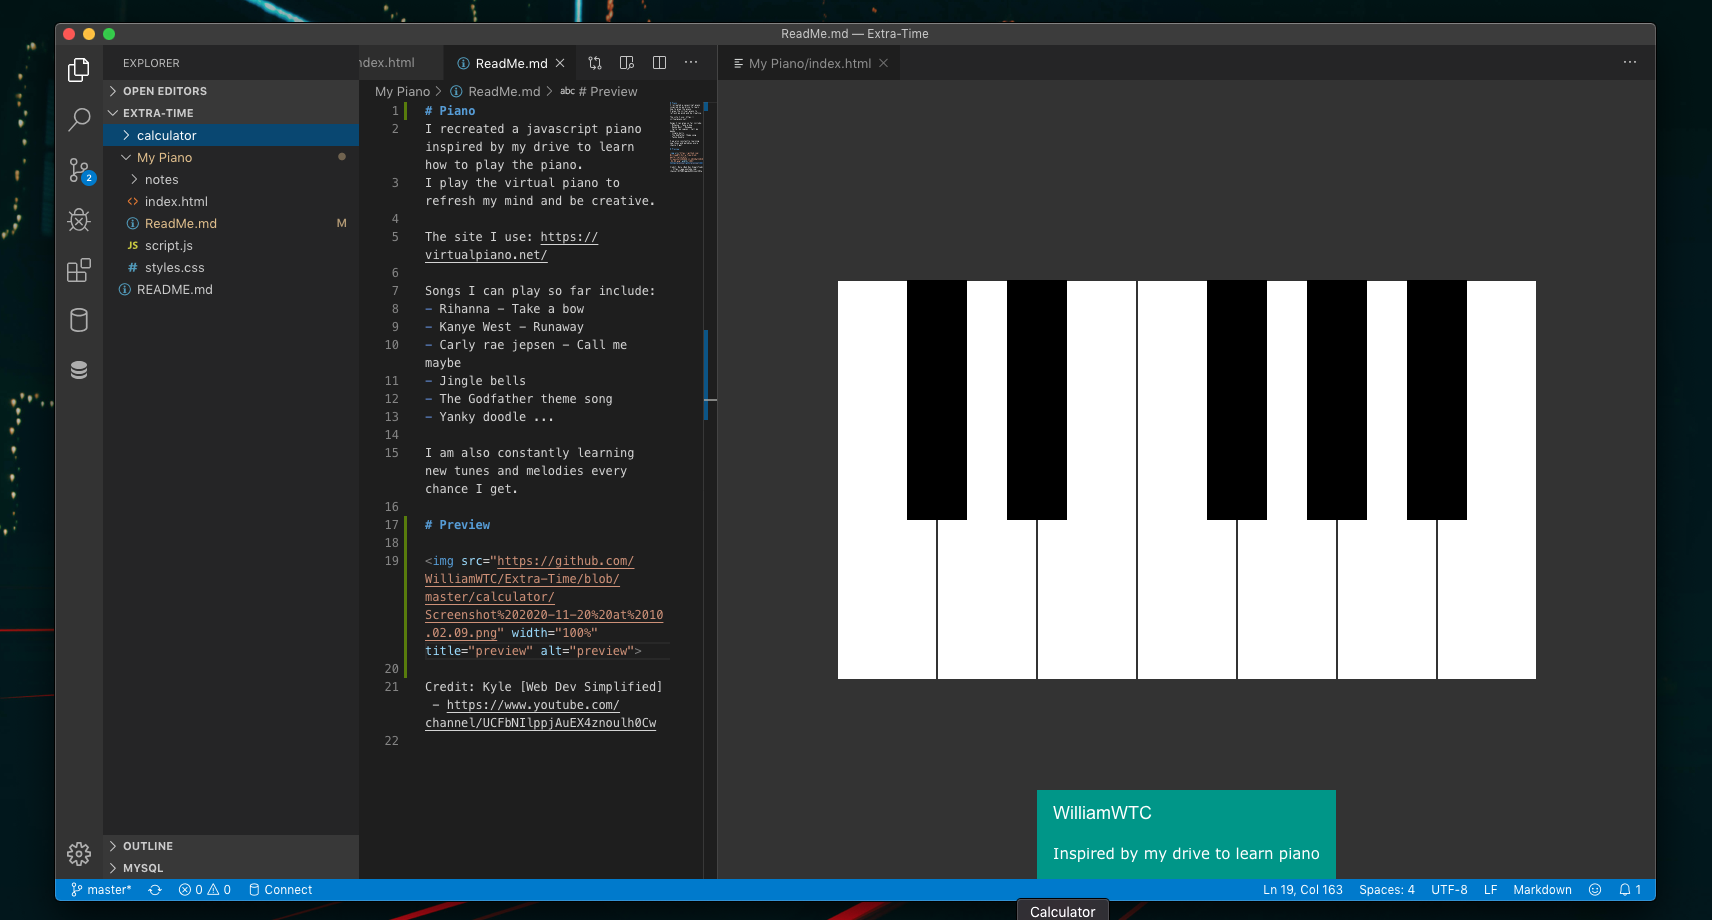 ReadMe.md — Extra-Time
EXPLORER
OPEN EDITORS
EXTRA-TIME
calculator
My Piano
notes
index.html
ReadMe.md M
JS script.js
# styles.css
README.md
OUTLINE
MYSQL
2
ndex.html
ReadMe.md
My Piano > ReadMe.md > abc # Preview
1 # Piano
2 I recreated a javascript piano
inspired by my drive to learn
how to play the piano.
3 I play the virtual piano to
refresh my mind and be creative.
4
5 The site I use: https://
virtualpiano.net/
6
7 Songs I can play so far include:
8 - Rihanna - Take a bow
9 - Kanye West - Runaway
10 - Carly rae jepsen - Call me
maybe
11 - Jingle bells
12 - The Godfather theme song
13 - Yanky doodle ...
14
15 I am also constantly learning
new tunes and melodies every
chance I get.
16
17 # Preview
18
19 <img src="https://github.com/
WilliamWTC/Extra-Time/blob/
master/calculator/
Screenshot%202020-11-20%20at%2010
.02.09.png" width="100%"
title="preview" alt="preview">
20
21 Credit: Kyle [Web Dev Simplified]
- https://www.youtube.com/
channel/UCFbNIlppjAuEX4znoulh0Cw
22
My Piano/index.html
WilliamWTC
Inspired by my drive to learn piano
master* 0 0 Connect
Ln 19, Col 163 Spaces: 4 UTF-8 LF Markdown 1
Calculator